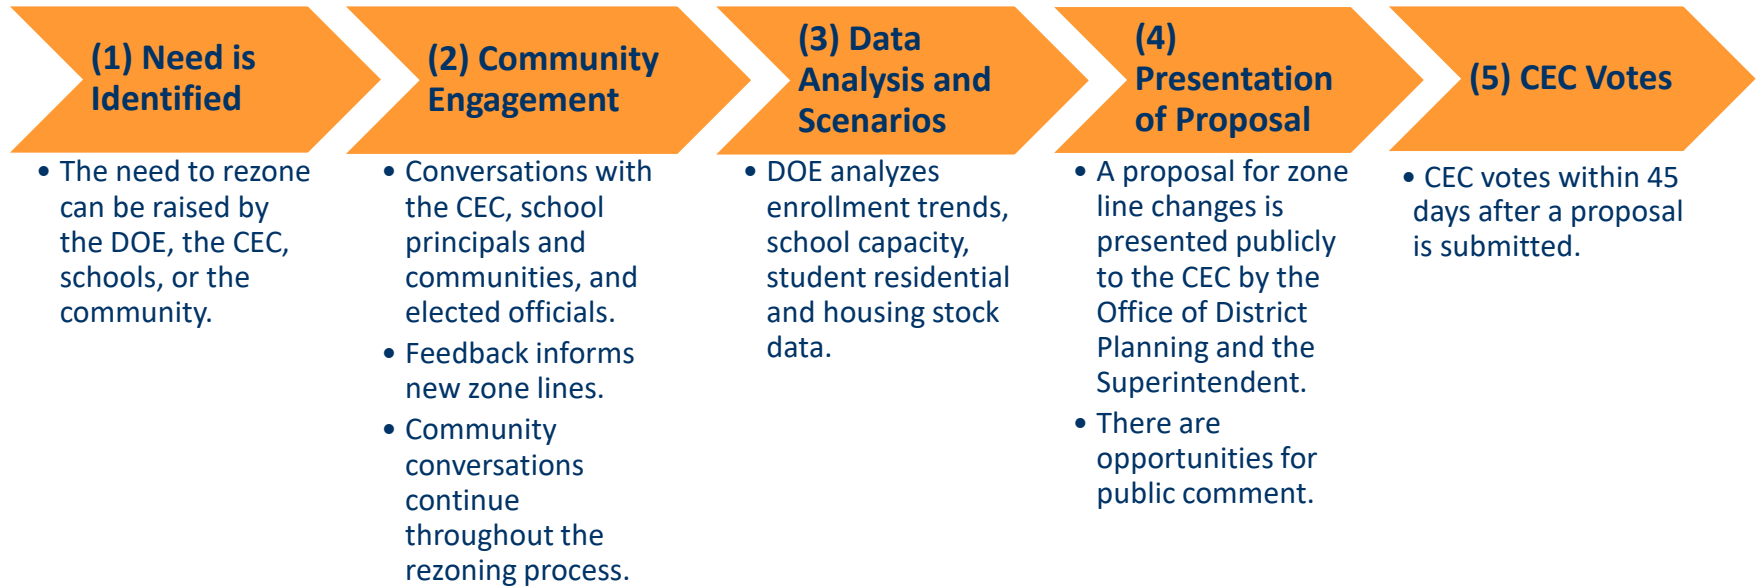 (1) Need is
Identified
• The need to rezone
can be raised by
the DOE, the CEC,
schools, or the
community.
(2) Community
Engagement
• Conversations with
the CEC, school
principals and
communities, and
elected officials.
• Feedback informs
new zone lines.
• Community
conversations
continue
throughout the
rezoning process.
(3) Data
Analysis and
Scenarios
• DOE analyzes
enrollment trends,
school capacity,
student residential
and housing stock
data.
(4)
Presentation
of Proposal
• A proposal for zone
line changes is
presented publicly
to the CEC by the
Office of District
Planning and the
Superintendent.
• There are
opportunities for
public comment.
(5) CEC Votes
• CEC votes within 45
days after a proposal
is submitted.